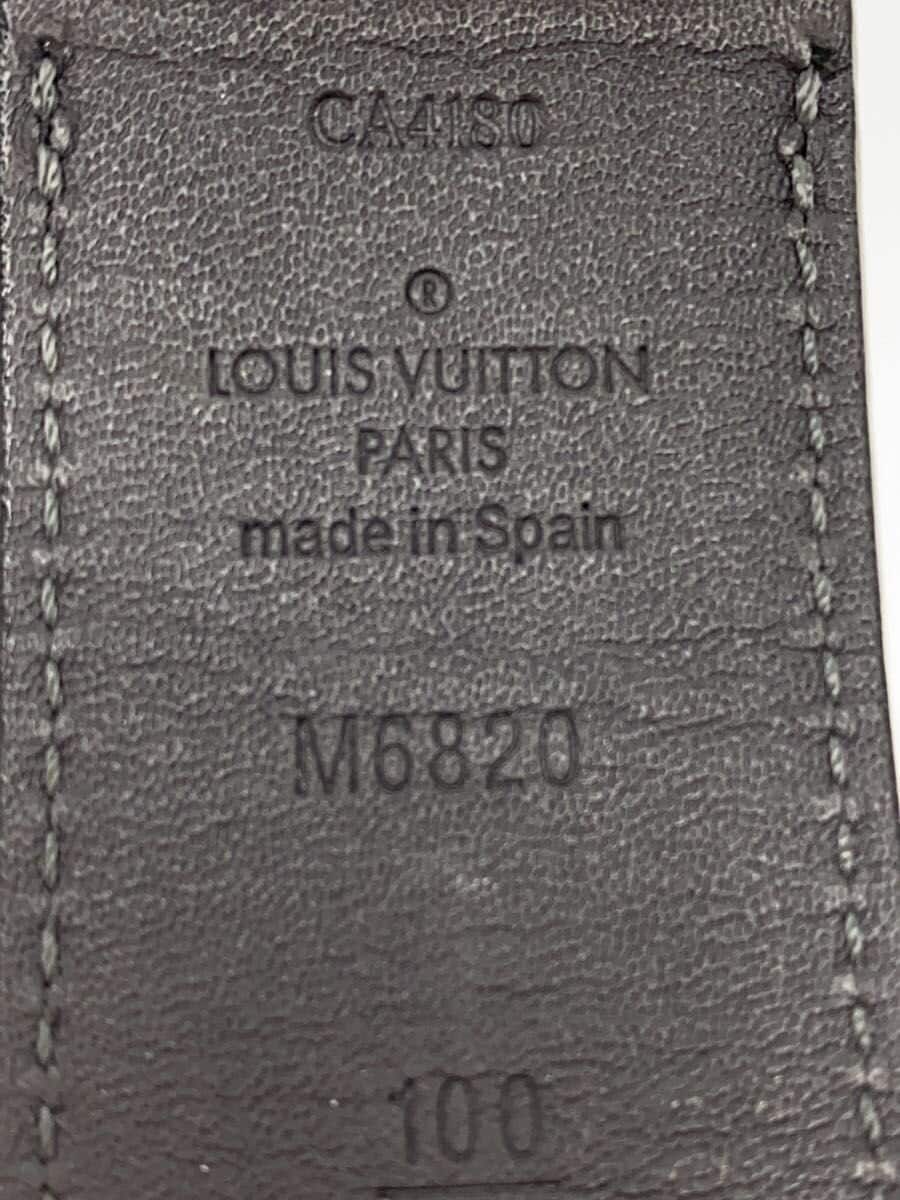 CA4180
®
LOUIS VUITTON
PARIS
made in Spain
M6820
100